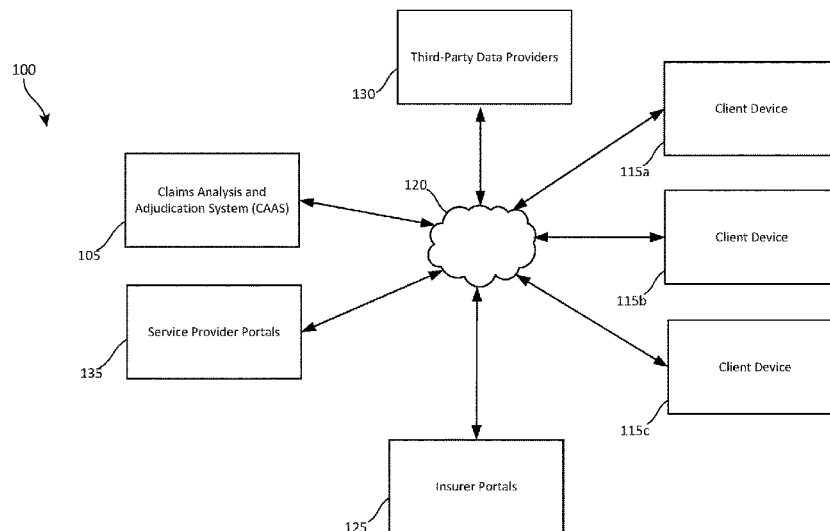 100
Third-Party Data Providers
130
Client Device
115a
Claims Analysis and
Adjudication System (CAAS)
105
120
Client Device
115b
Service Provider Portals
135
Client Device
115c
Insurer Portals
125